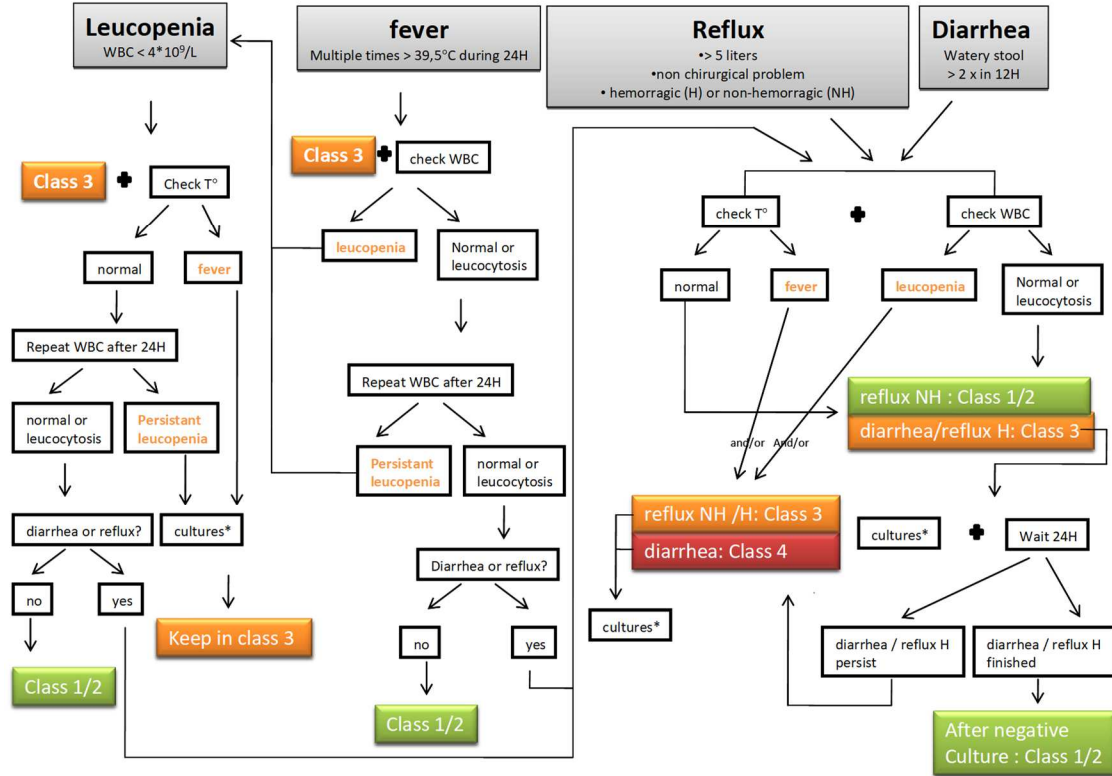 Leucopenia
WBC < 4*10⁹/L
fever
Multiple times > 39,5°C during 24H
Reflux
•> 5 liters
•non chirurgical problem
• hemorragic (H) or non-hemorragic (NH)
Diarrhea
Watery stool
> 2 x in 12H
Class 3
Check T°
normal
fever
Repeat WBC after 24H
normal or
leucocytosis
Persistant
leucopenia
diarrhea or reflux?
cultures*
no
yes
Keep in class 3
Class 1/2
Class 3
check WBC
leucopenia
Normal or
leucocytosis
Repeat WBC after 24H
Persistant
leucopenia
normal or
leucocytosis
Diarrhea or reflux?
no
yes
Class 1/2
check T°
check WBC
normal
fever
leucopenia
Normal or
leucocytosis
reflux NH : Class 1/2
diarrhea/reflux H: Class 3
and/or
And/or
reflux NH /H: Class 3
diarrhea: Class 4
cultures*
cultures*
Wait 24H
diarrhea / reflux H
persist
diarrhea / reflux H
finished
After negative
Culture : Class 1/2